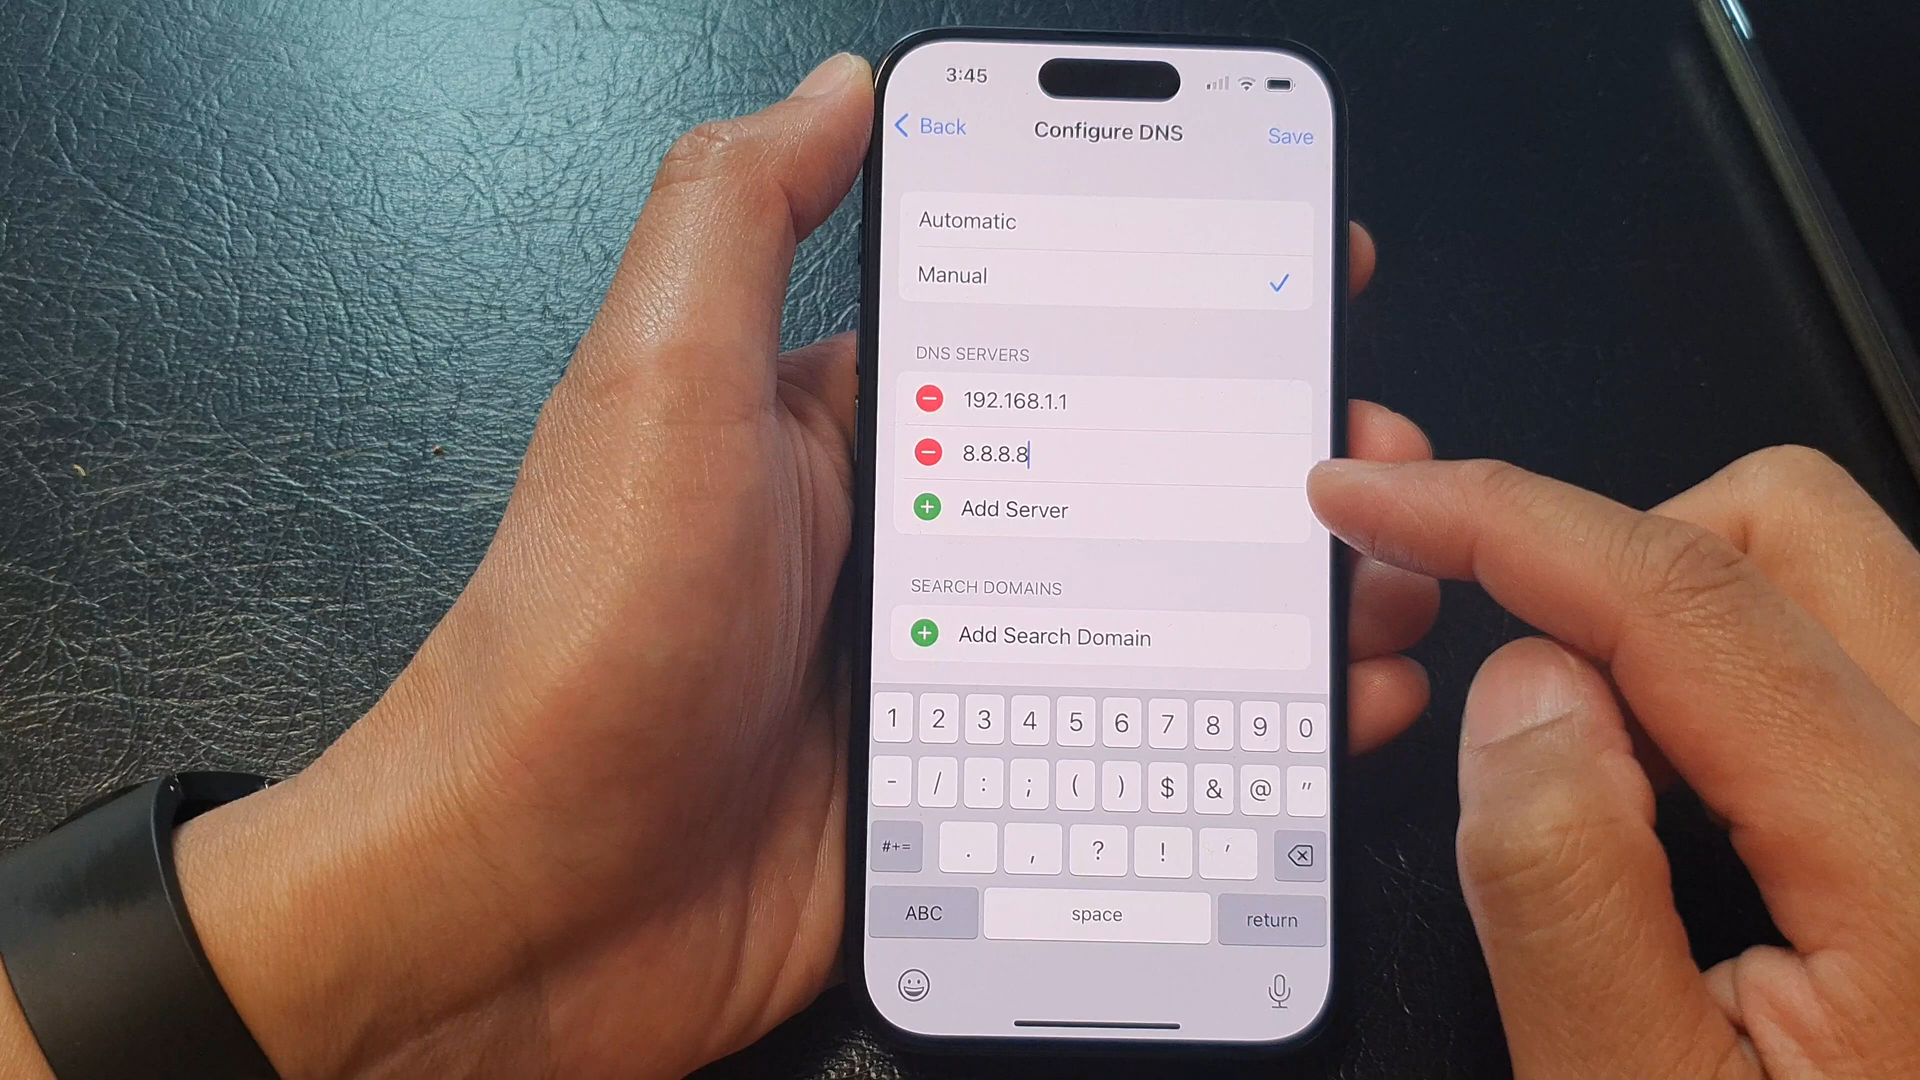 3:45
Back Configure DNS Save
Automatic
Manual
DNS SERVERS
192.168.1.1
8.8.8.8
Add Server
SEARCH DOMAINS
Add Search Domain
1 2 3 4 5 6 7 8 9 0
- / : ; ( ) $ & @ "
#+= . , ? ! '
ABC space return